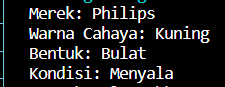 Merek: Philips
Warna Cahaya: Kuning
Bentuk: Bulat
Kondisi: Menyala